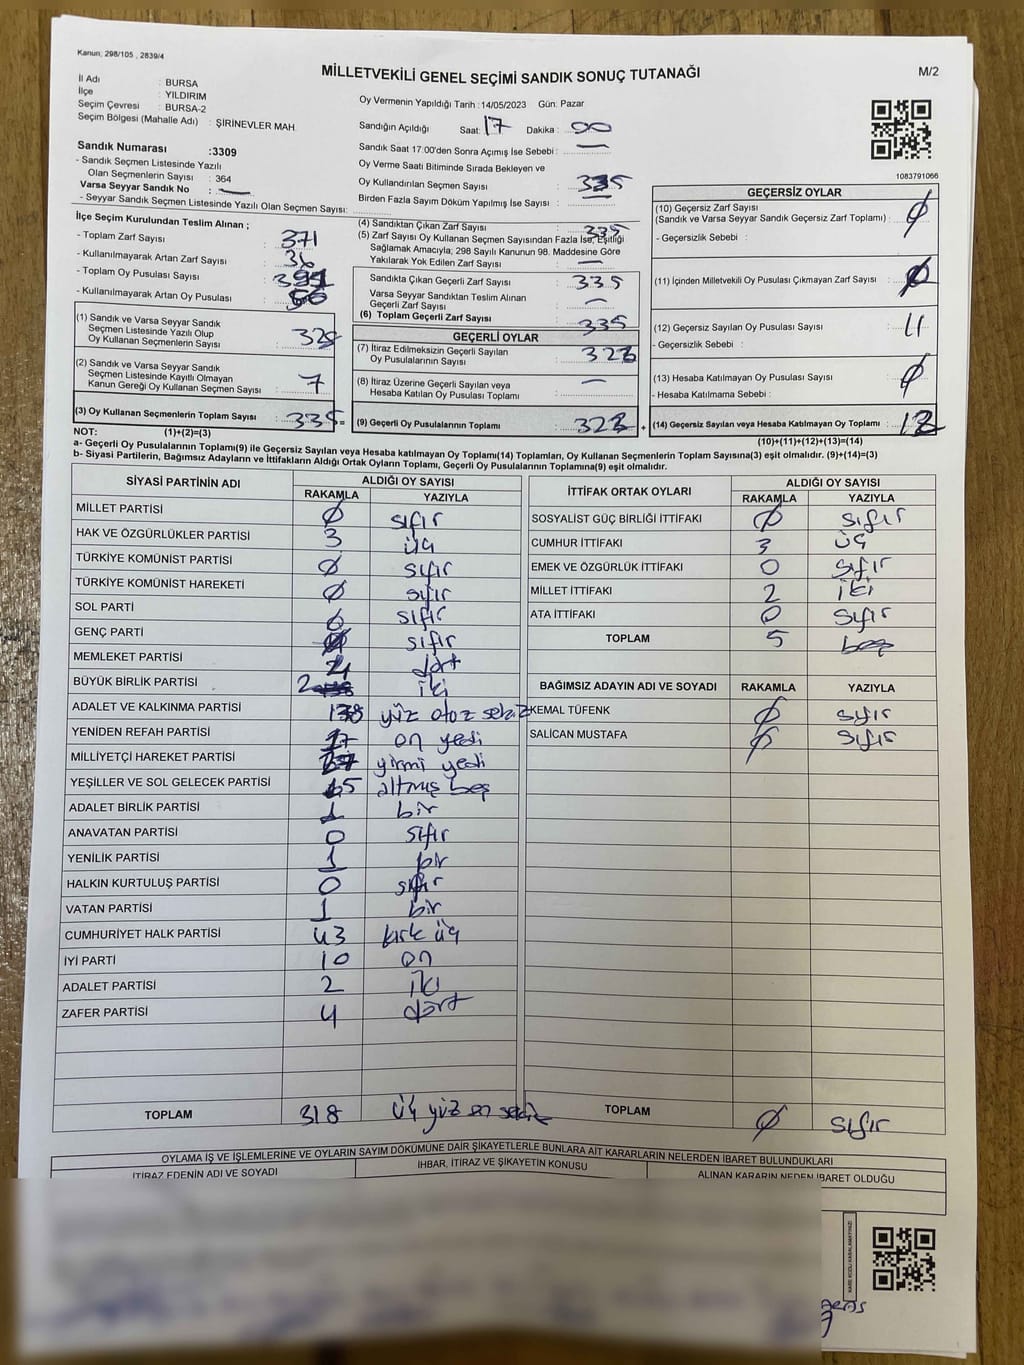 Kanun; 298/105 , 2839/4
MİLLETVEKİLİ GENEL SEÇİMİ SANDIK SONUÇ TUTANAĞI
M/2
İl Adı : BURSA
İlçe : YILDIRIM
Seçim Çevresi : BURSA-2
Seçim Bölgesi (Mahalle Adı) : ŞİRİNEVLER MAH.
Sandık Numarası :3309
- Sandık Seçmen Listesinde Yazılı
Olan Seçmenlerin Sayısı : 364
Varsa Seyyar Sandık No : —
- Seyyar Sandık Seçmen Listesinde Yazılı Olan Seçmen Sayısı:
Oy Vermenin Yapıldığı Tarih : 14/05/2023 Gün: Pazar
Sandığın Açıldığı Saat: 17 Dakika : 00
Sandık Saat 17:00'den Sonra Açımış İse Sebebi : —
Oy Verme Saati Bitiminde Sırada Bekleyen ve
Oy Kullandırılan Seçmen Sayısı : 335
Birden Fazla Sayım Döküm Yapılmış İse Sayısı : —
1083791066
İlçe Seçim Kurulundan Teslim Alınan ;
- Toplam Zarf Sayısı : 371
- Kullanılmayarak Artan Zarf Sayısı : 36
- Toplam Oy Pusulası Sayısı :
- Kullanılmayarak Artan Oy Pusulası :
(1) Sandık ve Varsa Seyyar Sandık
Seçmen Listesinde Yazılı Olup
Oy Kullanan Seçmenlerin Sayısı : 328
(2) Sandık ve Varsa Seyyar Sandık
Seçmen Listesinde Kayıtlı Olmayan
Kanun Gereği Oy Kullanan Seçmen Sayısı : 7
(3) Oy Kullanan Seçmenlerin Toplam Sayısı : 335 =
(4) Sandıktan Çıkan Zarf Sayısı : 335
(5) Zarf Sayısı Oy Kullanan Seçmen Sayısından Fazla İse, Eşitliği
Sağlamak Amacıyla; 298 Sayılı Kanunun 98. Maddesine Göre
Yakılarak Yok Edilen Zarf Sayısı : —
Sandıkta Çıkan Geçerli Zarf Sayısı : 335
Varsa Seyyar Sandıktan Teslim Alınan
Geçerli Zarf Sayısı : —
(6) Toplam Geçerli Zarf Sayısı : 335
GEÇERLİ OYLAR
(7) İtiraz Edilmeksizin Geçerli Sayılan
Oy Pusulalarının Sayısı : 323
(8) İtiraz Üzerine Geçerli Sayılan veya
Hesaba Katılan Oy Pusulası Toplamı : —
(9) Geçerli Oy Pusulalarının Toplamı : 323 +
GEÇERSİZ OYLAR
(10) Geçersiz Zarf Sayısı
(Sandık ve Varsa Seyyar Sandık Geçersiz Zarf Toplamı) : 0
- Geçersizlik Sebebi :
(11) İçinden Milletvekili Oy Pusulası Çıkmayan Zarf Sayısı : 0
(12) Geçersiz Sayılan Oy Pusulası Sayısı : 11
- Geçersizlik Sebebi :
(13) Hesaba Katılmayan Oy Pusulası Sayısı : 0
- Hesaba Katılmama Sebebi :
(14) Geçersiz Sayılan veya Hesaba Katılmayan Oy Toplamı : 12
NOT: (1)+(2)=(3) (10)+(11)+(12)+(13)=(14)
a- Geçerli Oy Pusulalarının Toplamı(9) ile Geçersiz Sayılan veya Hesaba katılmayan Oy Toplamı(14) Toplamları, Oy Kullanan Seçmenlerin Toplam Sayısına(3) eşit olmalıdır. (9)+(14)=(3)
b- Siyasi Partilerin, Bağımsız Adayların ve İttifakların Aldığı Ortak Oyların Toplamı, Geçerli Oy Pusulalarının Toplamına(9) eşit olmalıdır.
SİYASİ PARTİNİN ADI ALDIĞI OY SAYISI
RAKAMLA YAZIYLA
MİLLET PARTİSİ 0 sıfır
HAK VE ÖZGÜRLÜKLER PARTİSİ 3 üç
TÜRKİYE KOMÜNİST PARTİSİ 0 sıfır
TÜRKİYE KOMÜNİST HAREKETİ 0 sıfır
SOL PARTİ 0 sıfır
GENÇ PARTİ 0 sıfır
MEMLEKET PARTİSİ 4 dört
BÜYÜK BİRLİK PARTİSİ 2 iki
ADALET VE KALKINMA PARTİSİ 138 yüz otoz sekiz
YENİDEN REFAH PARTİSİ 17 on yedi
MİLLİYETÇİ HAREKET PARTİSİ 27 yirmi yedi
YEŞİLLER VE SOL GELECEK PARTİSİ 65 altmış beş
ADALET BİRLİK PARTİSİ 1 bir
ANAVATAN PARTİSİ 0 sıfır
YENİLİK PARTİSİ 1 bir
HALKIN KURTULUŞ PARTİSİ 0 sıfır
VATAN PARTİSİ 1 bir
CUMHURİYET HALK PARTİSİ 43 kırk üç
İYİ PARTİ 10 on
ADALET PARTİSİ 2 iki
ZAFER PARTİSİ 4 dört
TOPLAM 318 üç yüz on sekiz
İTTİFAK ORTAK OYLARI ALDIĞI OY SAYISI
RAKAMLA YAZIYLA
SOSYALİST GÜÇ BİRLİĞİ İTTİFAKI 0 sıfır
CUMHUR İTTİFAKI 3 üç
EMEK VE ÖZGÜRLÜK İTTİFAKI 0 sıfır
MİLLET İTTİFAKI 2 iki
ATA İTTİFAKI 0 sıfır
TOPLAM 5 beş
BAĞIMSIZ ADAYIN ADI VE SOYADI RAKAMLA YAZIYLA
KEMAL TÜFENK 0 sıfır
SALİCAN MUSTAFA 0 sıfır
TOPLAM 0 sıfır
OYLAMA İŞ VE İŞLEMLERİNE VE OYLARIN SAYIM DÖKÜMÜNE DAİR ŞİKAYETLERLE BUNLARA AİT KARARLARIN NELERDEN İBARET BULUNDUKLARI
İTİRAZ EDENİN ADI VE SOYADI İHBAR, İTİRAZ VE ŞİKAYETİN KONUSU ALINAN KARARIN NEDEN İBARET OLDUĞU